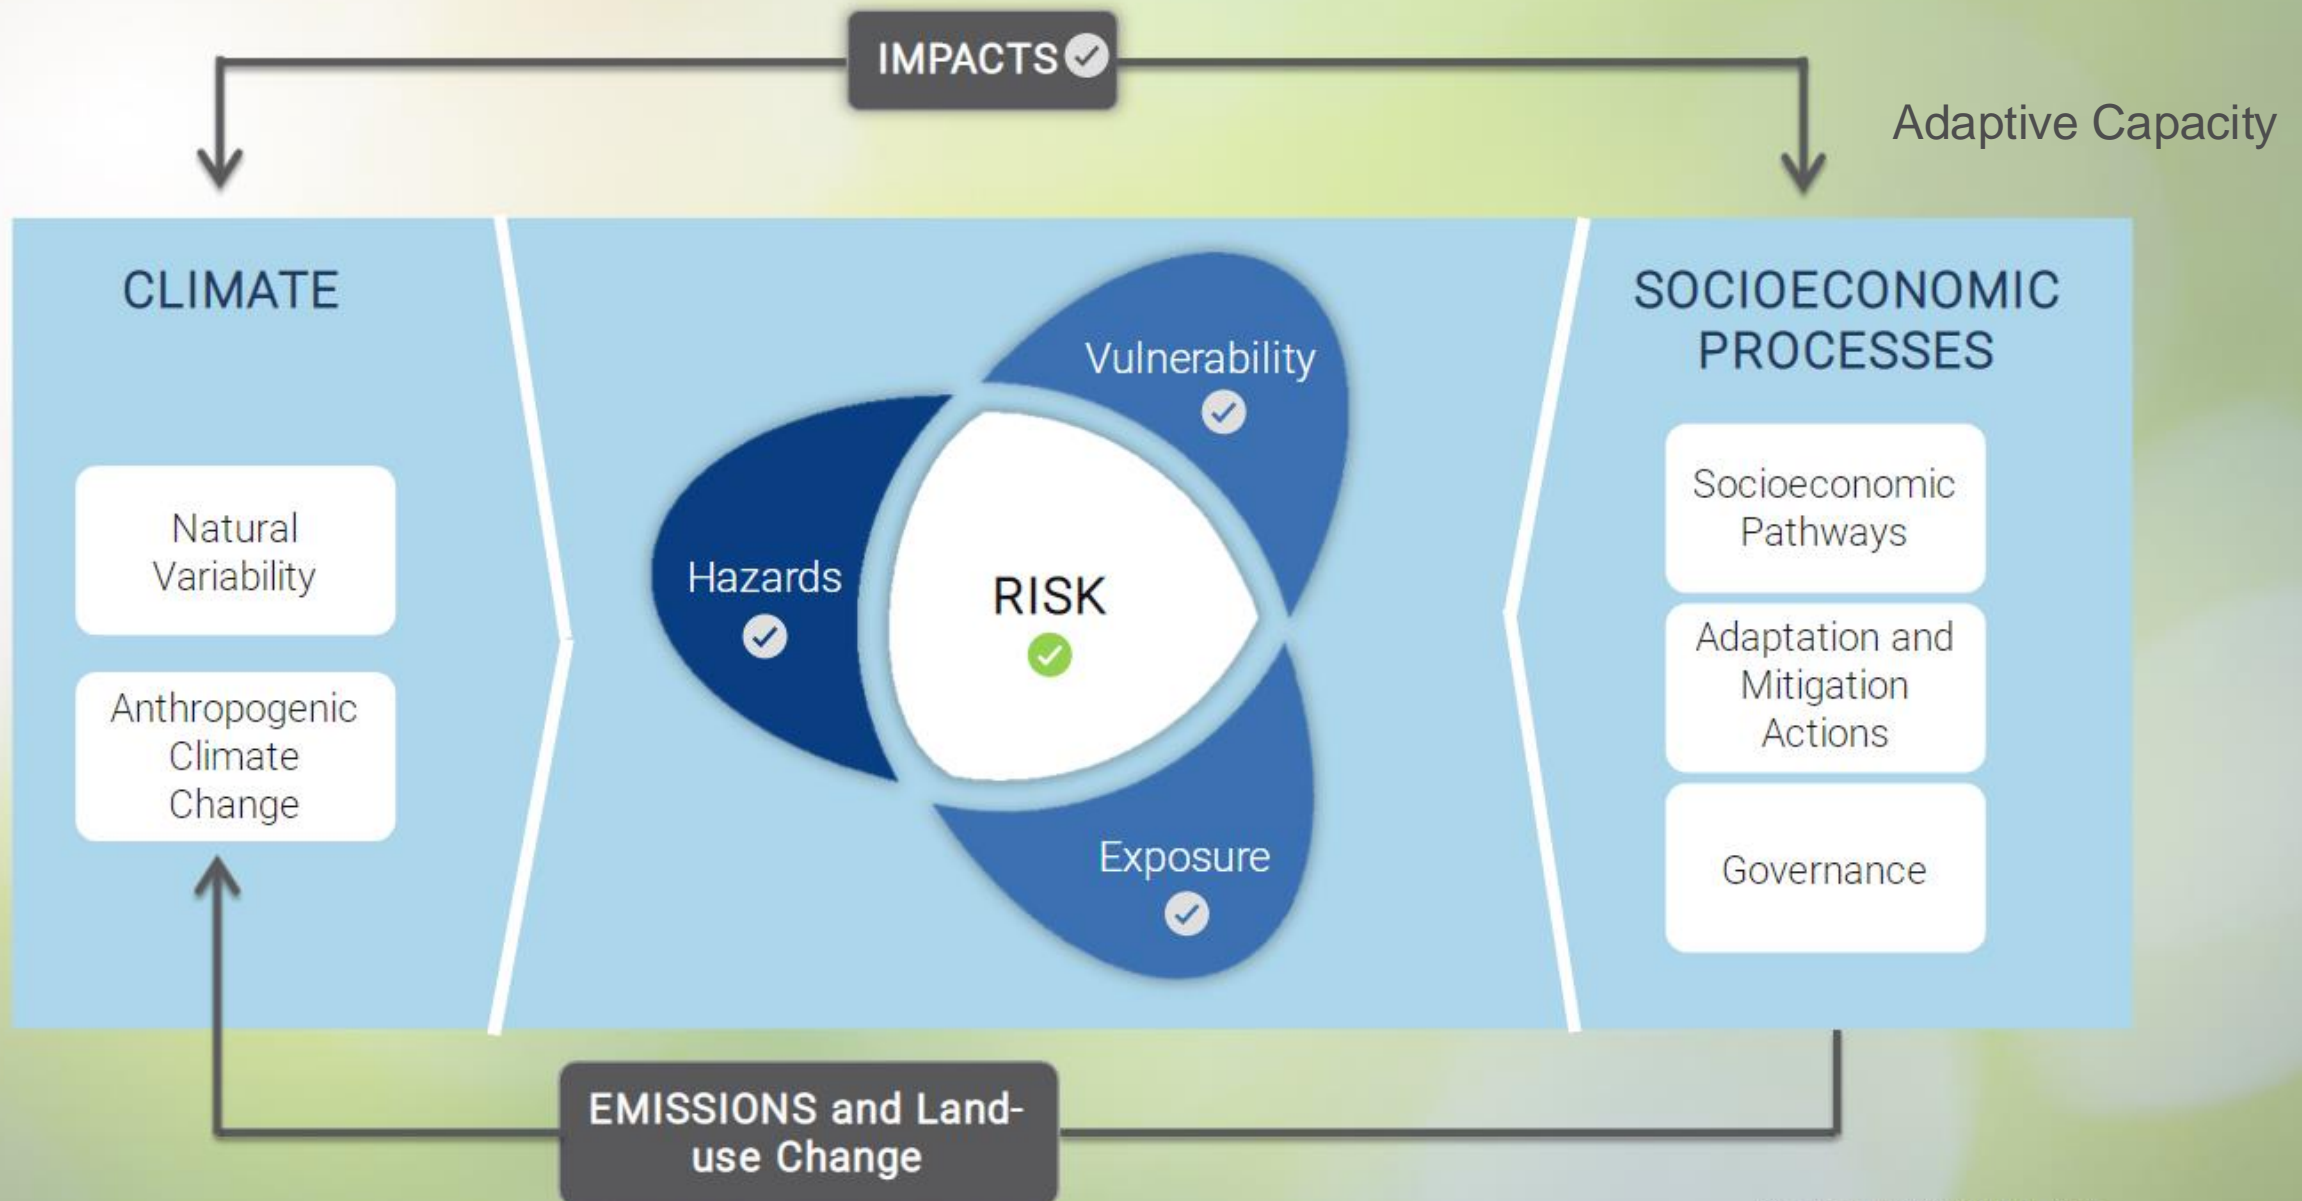 IMPACTS
Adaptive Capacity
CLIMATE
Natural
Variability
Anthropogenic
Climate
Change
Vulnerability
Hazards
RISK
Exposure
SOCIOECONOMIC
PROCESSES
Socioeconomic
Pathways
Adaptation and
Mitigation
Actions
Governance
EMISSIONS and Land-
use Change